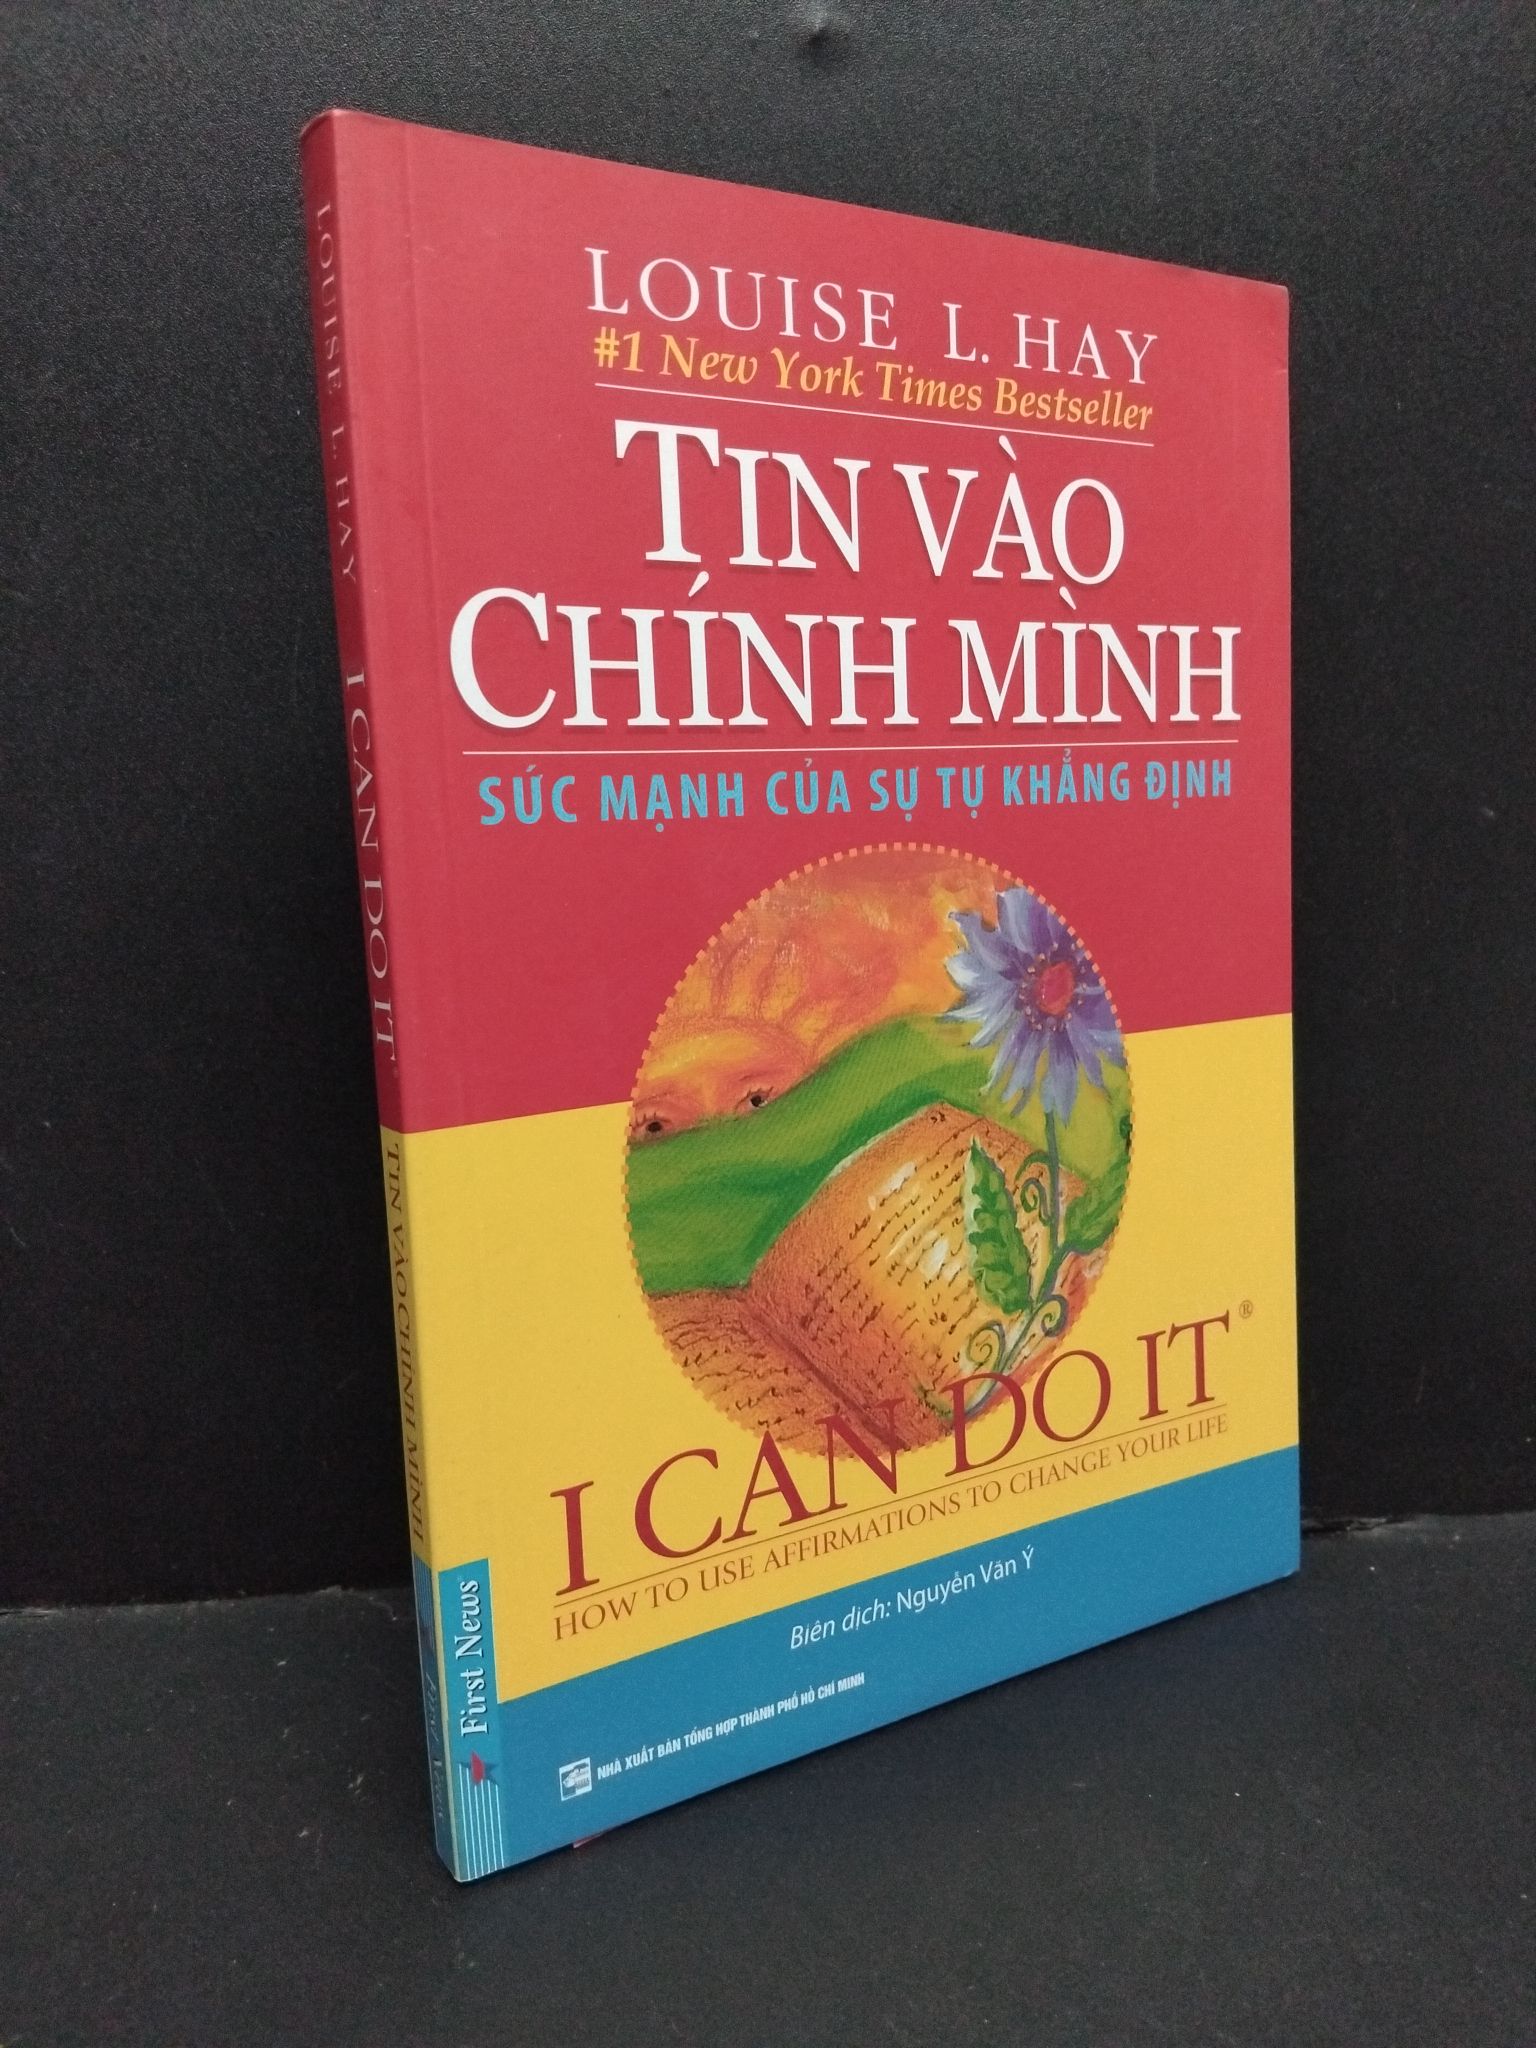 LOUISE L. HAY
#1 New York Times Bestseller
TIN VÀO
CHÍNH MÌNH
SỨC MẠNH CỦA SỰ TỰ KHẲNG ĐỊNH
I CAN DO IT®
HOW TO USE AFFIRMATIONS TO CHANGE YOUR LIFE
Biên dịch: Nguyễn Văn Ý
First News
NHÀ XUẤT BẢN TỔNG HỢP THÀNH PHỐ HỒ CHÍ MINH
LOUISE L. HAY
I CAN DO IT
TIN VÀO CHÍNH MÌNH
First News